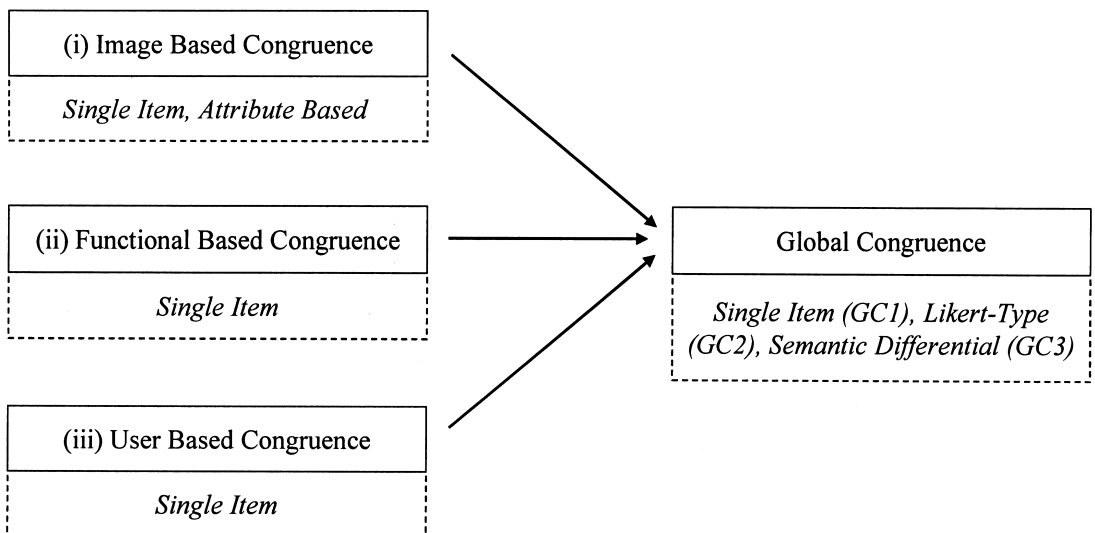 (i) Image Based Congruence
Single Item, Attribute Based
(ii) Functional Based Congruence
Single Item
(iii) User Based Congruence
Single Item
Global Congruence
Single Item (GC1), Likert-Type
(GC2), Semantic Differential (GC3)